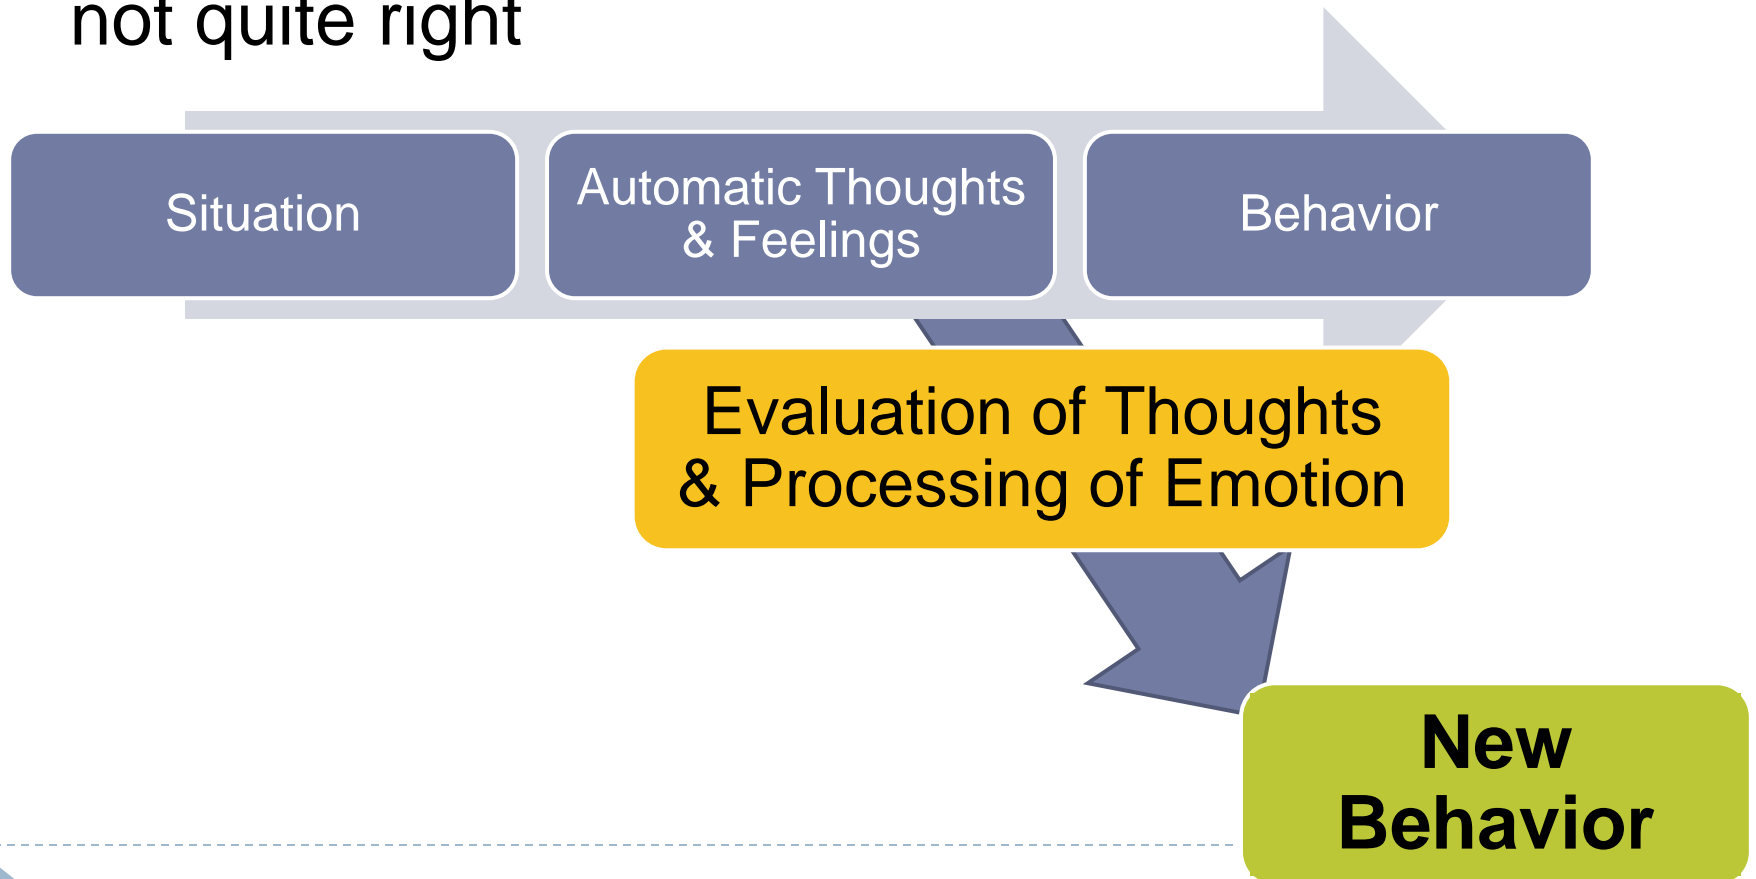 not quite right
Situation
Automatic Thoughts
& Feelings
Behavior
Evaluation of Thoughts
& Processing of Emotion
New
Behavior